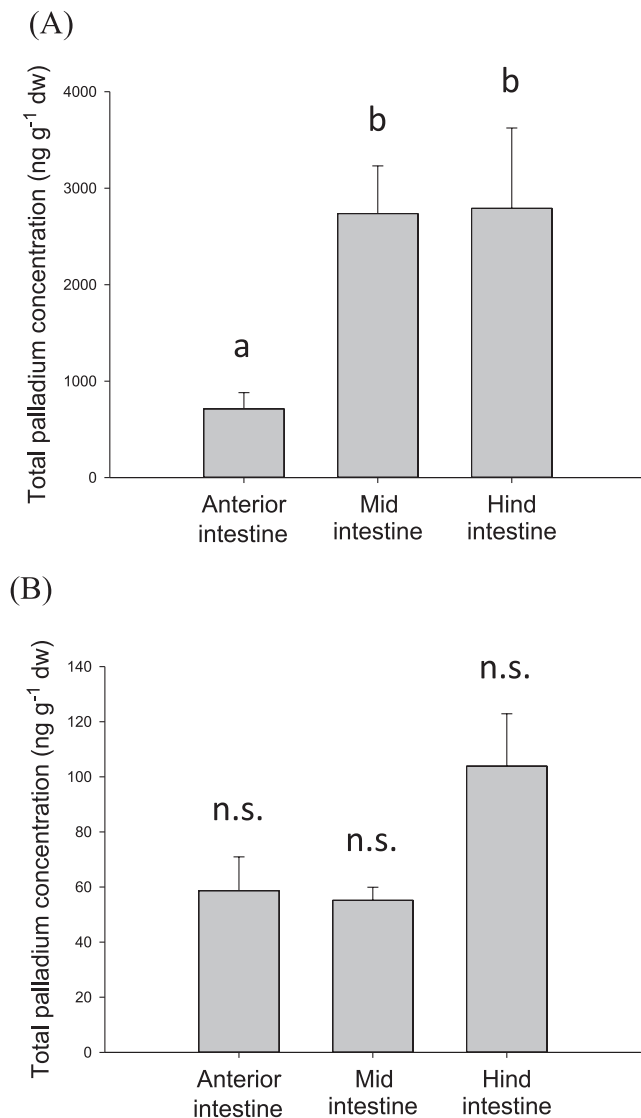 (A)
Total palladium concentration (ng g⁻¹ dw)
4000
3000
2000
1000
0
a
b
b
Anterior
intestine
Mid
intestine
Hind
intestine
(B)
Total palladium concentration (ng g⁻¹ dw)
140
120
100
80
60
40
20
0
n.s.
n.s.
n.s.
Anterior
intestine
Mid
intestine
Hind
intestine